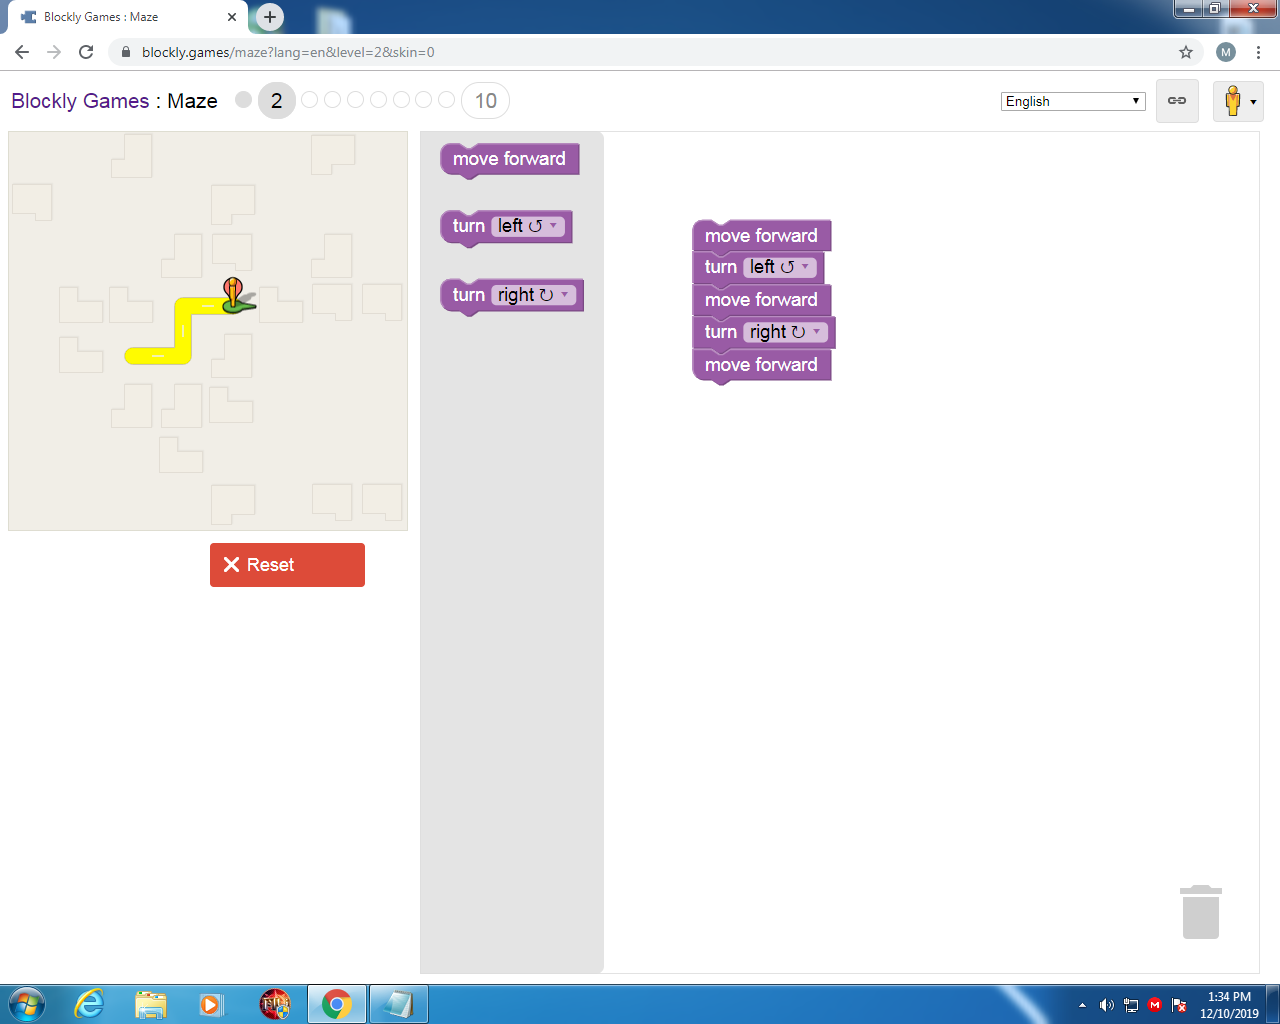 Blockly Games : Maze
blockly.games/maze?lang=en&level=2&skin=0
M
Blockly Games : Maze
2
10
English
move forward
turn left ↺
turn right ↻
move forward
turn left ↺
move forward
turn right ↻
move forward
Reset
1:34 PM
12/10/2019